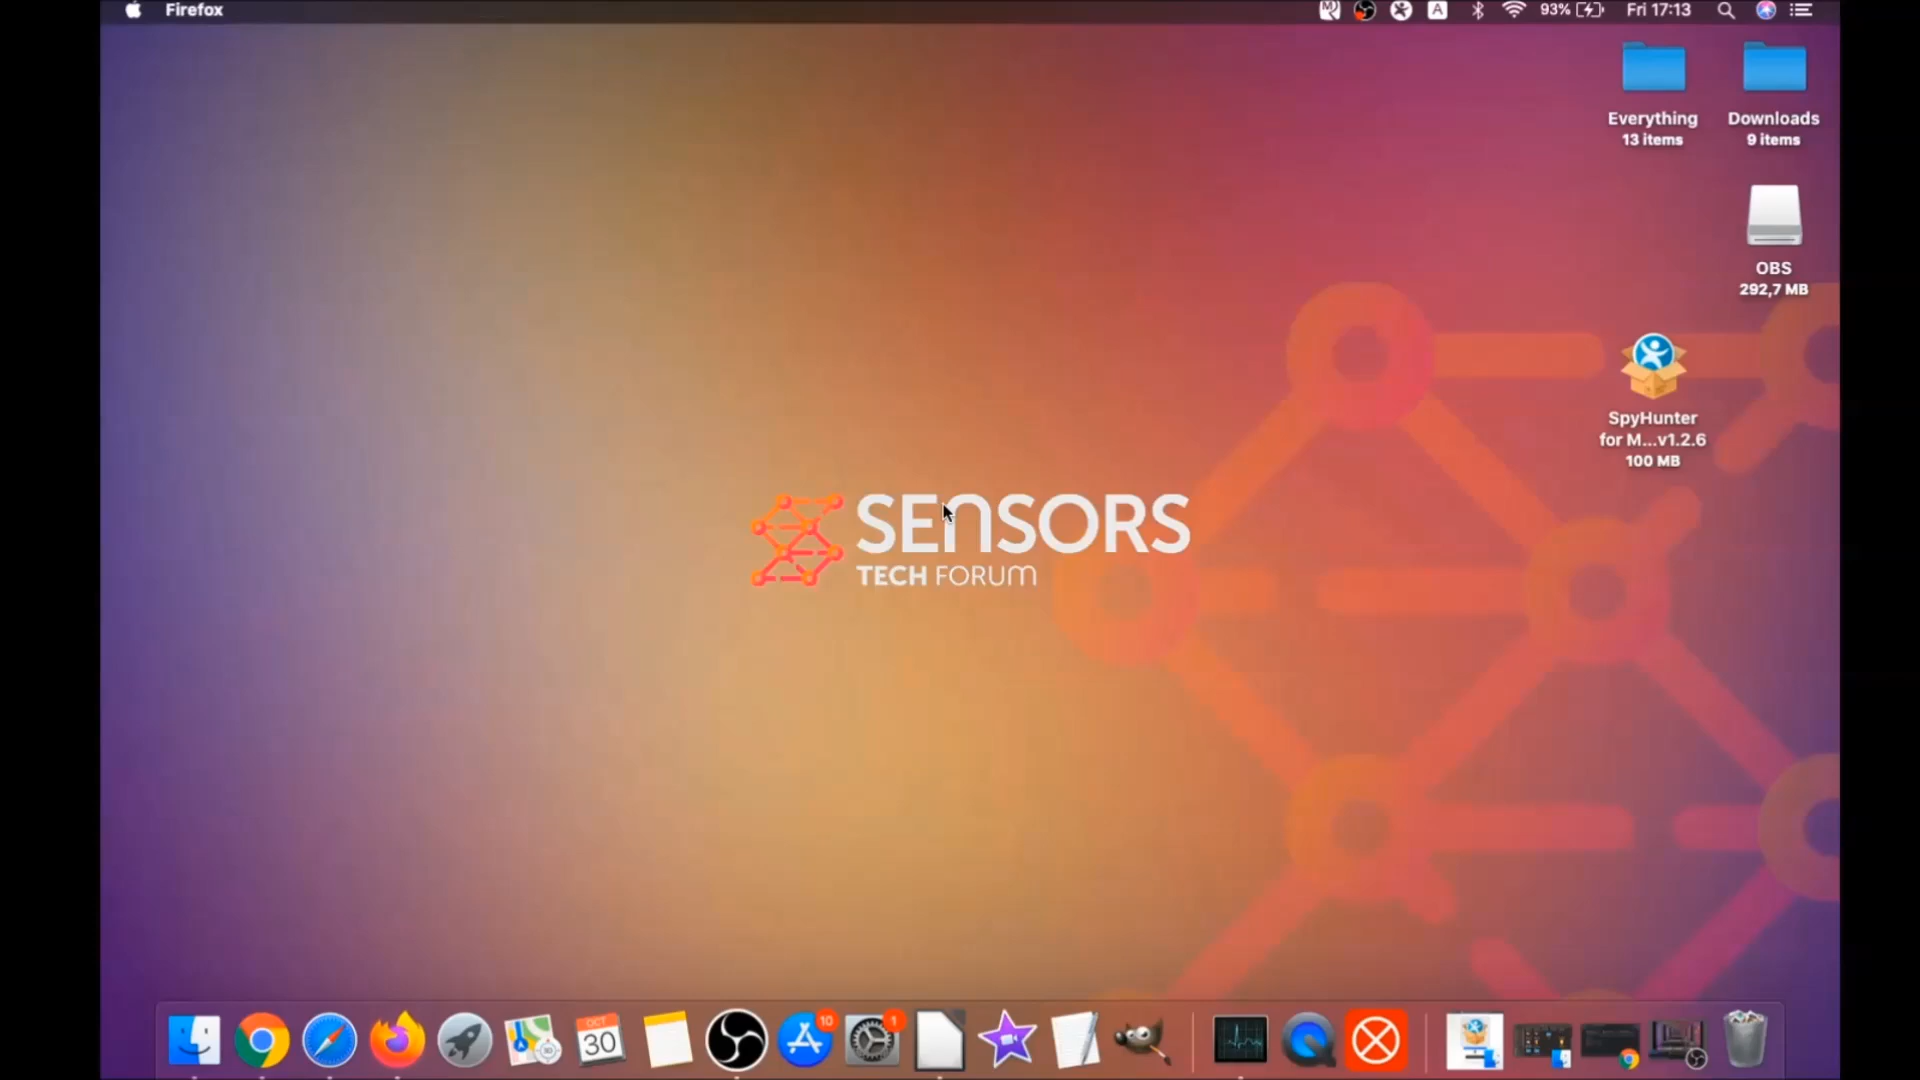 Firefox
A
93%
Fri 17:13
Everything
13 items
Downloads
9 items
OBS
292,7 MB
SpyHunter
for M...v1.2.6
100 MB
SENSORS
TECH FORUM
OCT
30
10
1